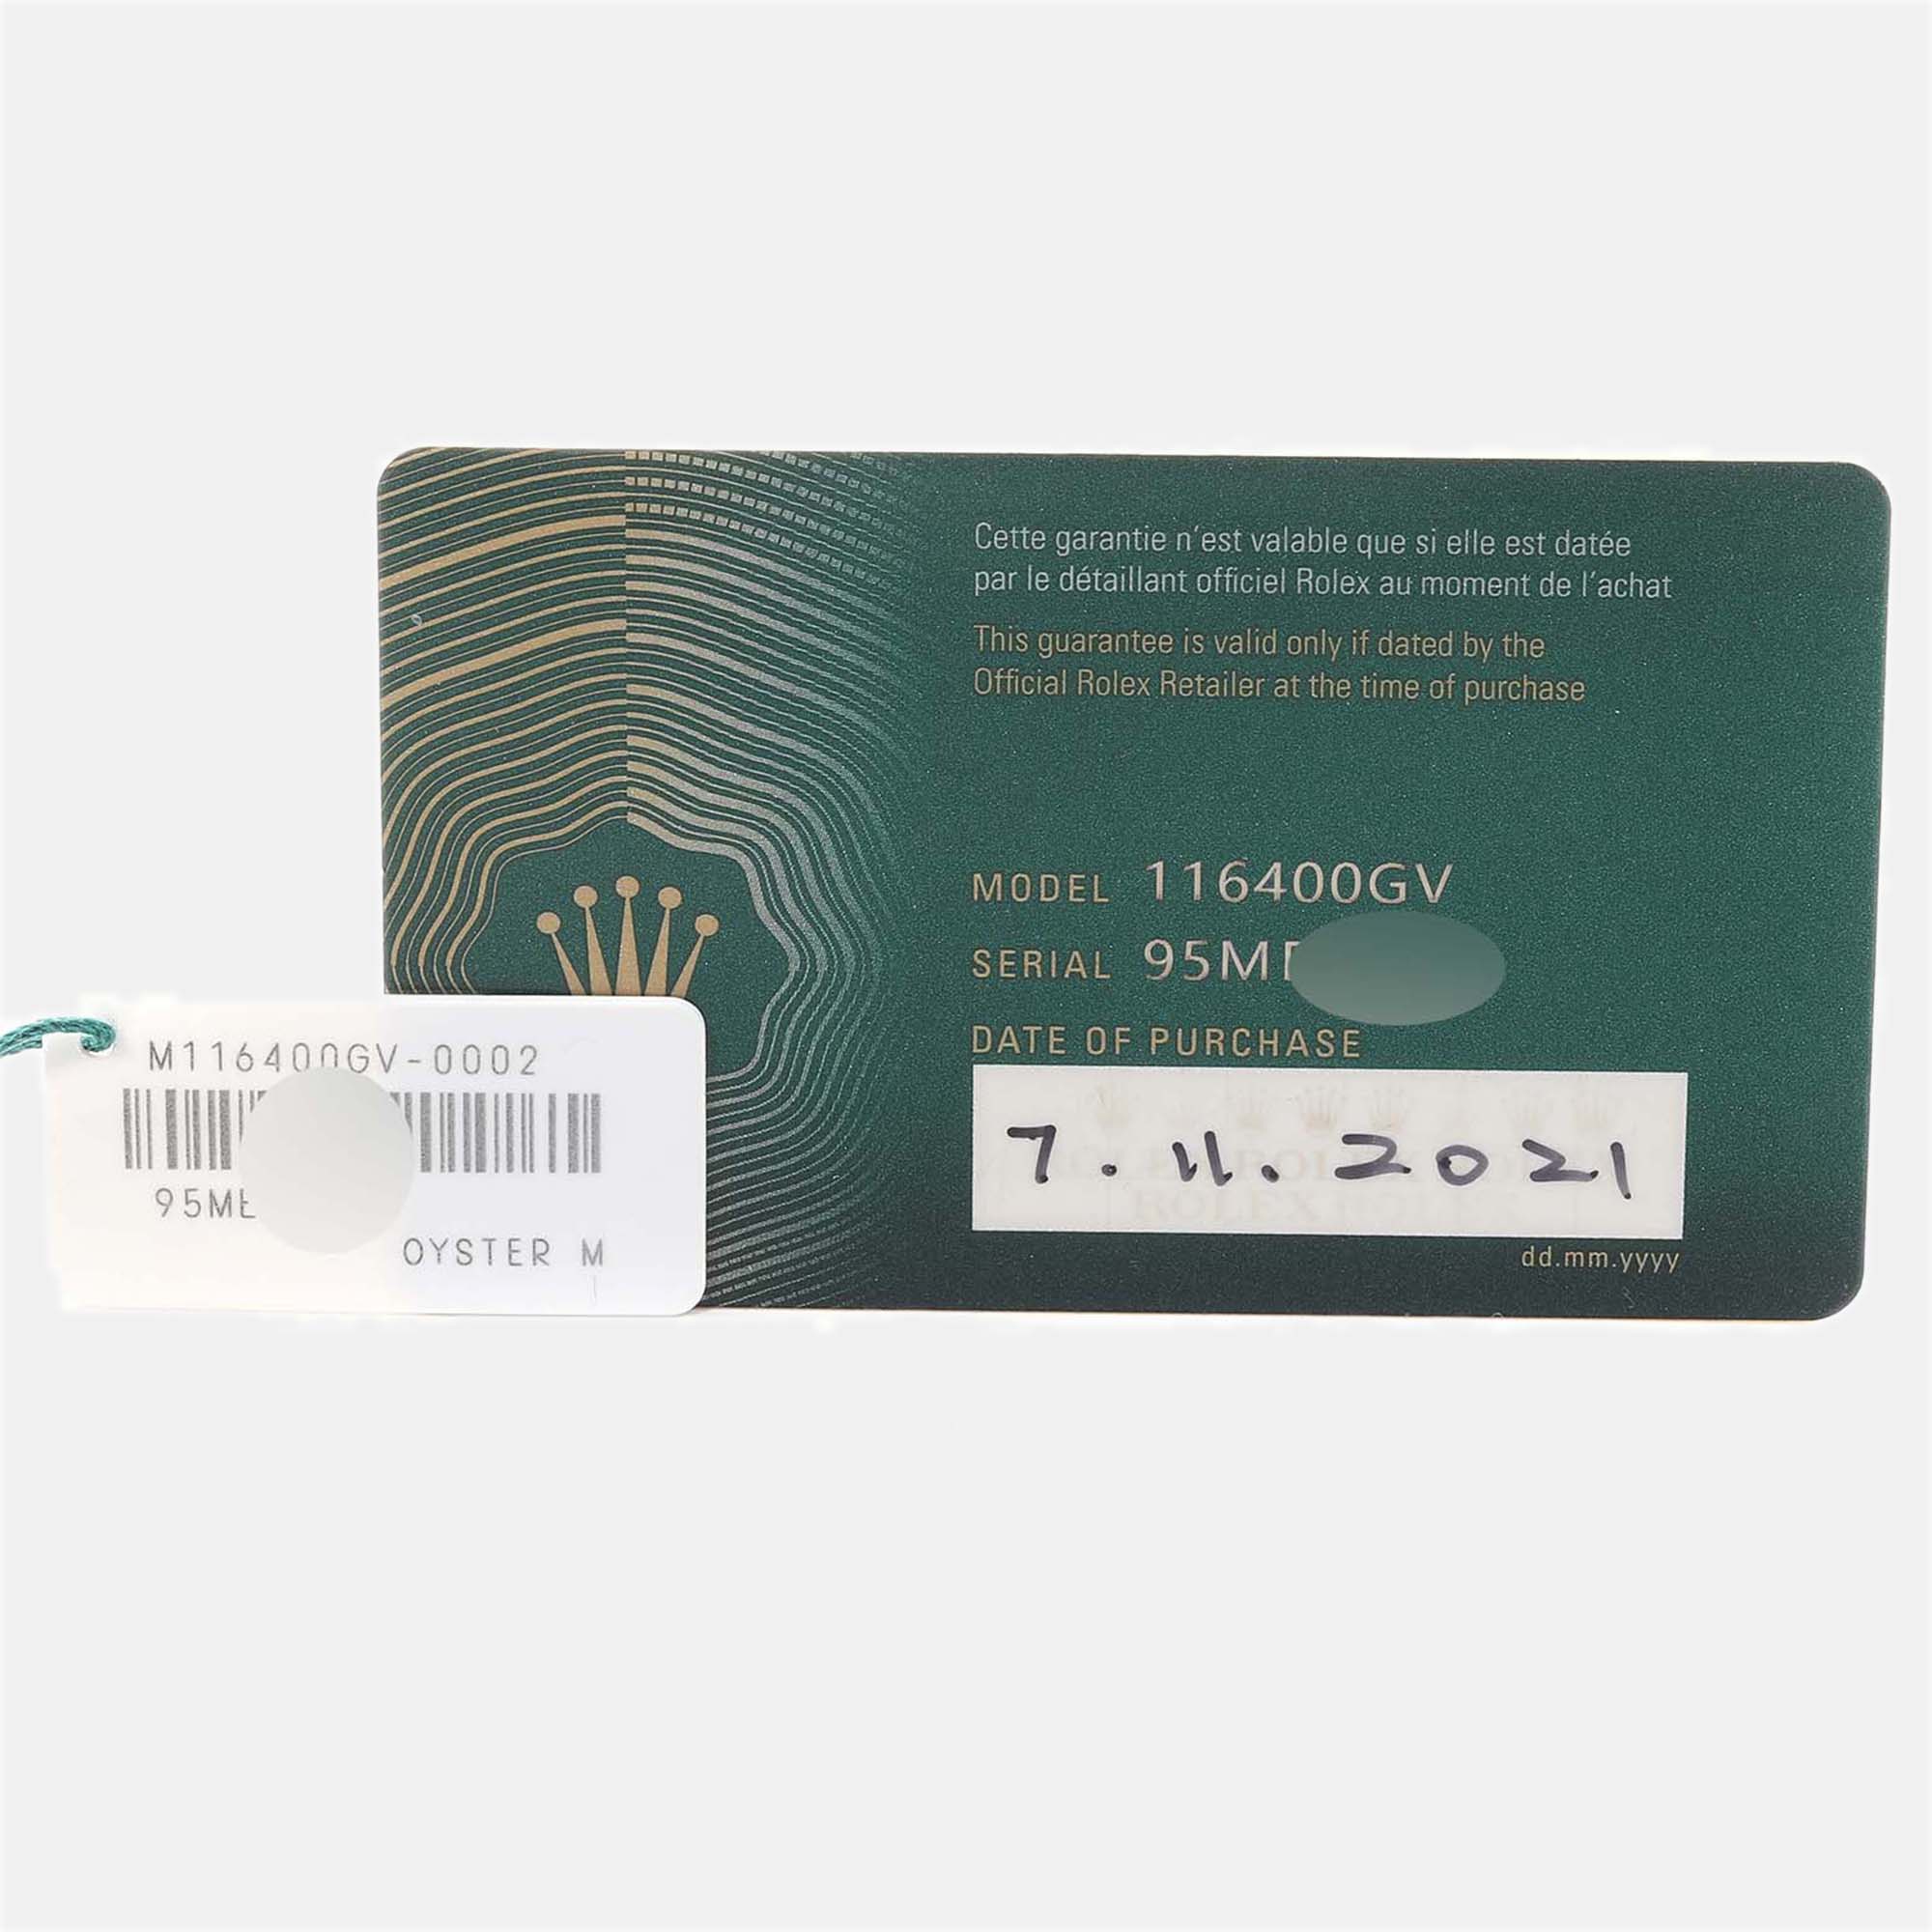 Cette garantie n'est valable que si elle est datée
par le détaillant officiel Rolex au moment de l'achat
This guarantee is valid only if dated by the
Official Rolex Retailer at the time of purchase
MODEL 116400GV
SERIAL 95M
DATE OF PURCHASE
7.11.2021
dd.mm.yyyy
M116400GV-0002
95M
OYSTER M